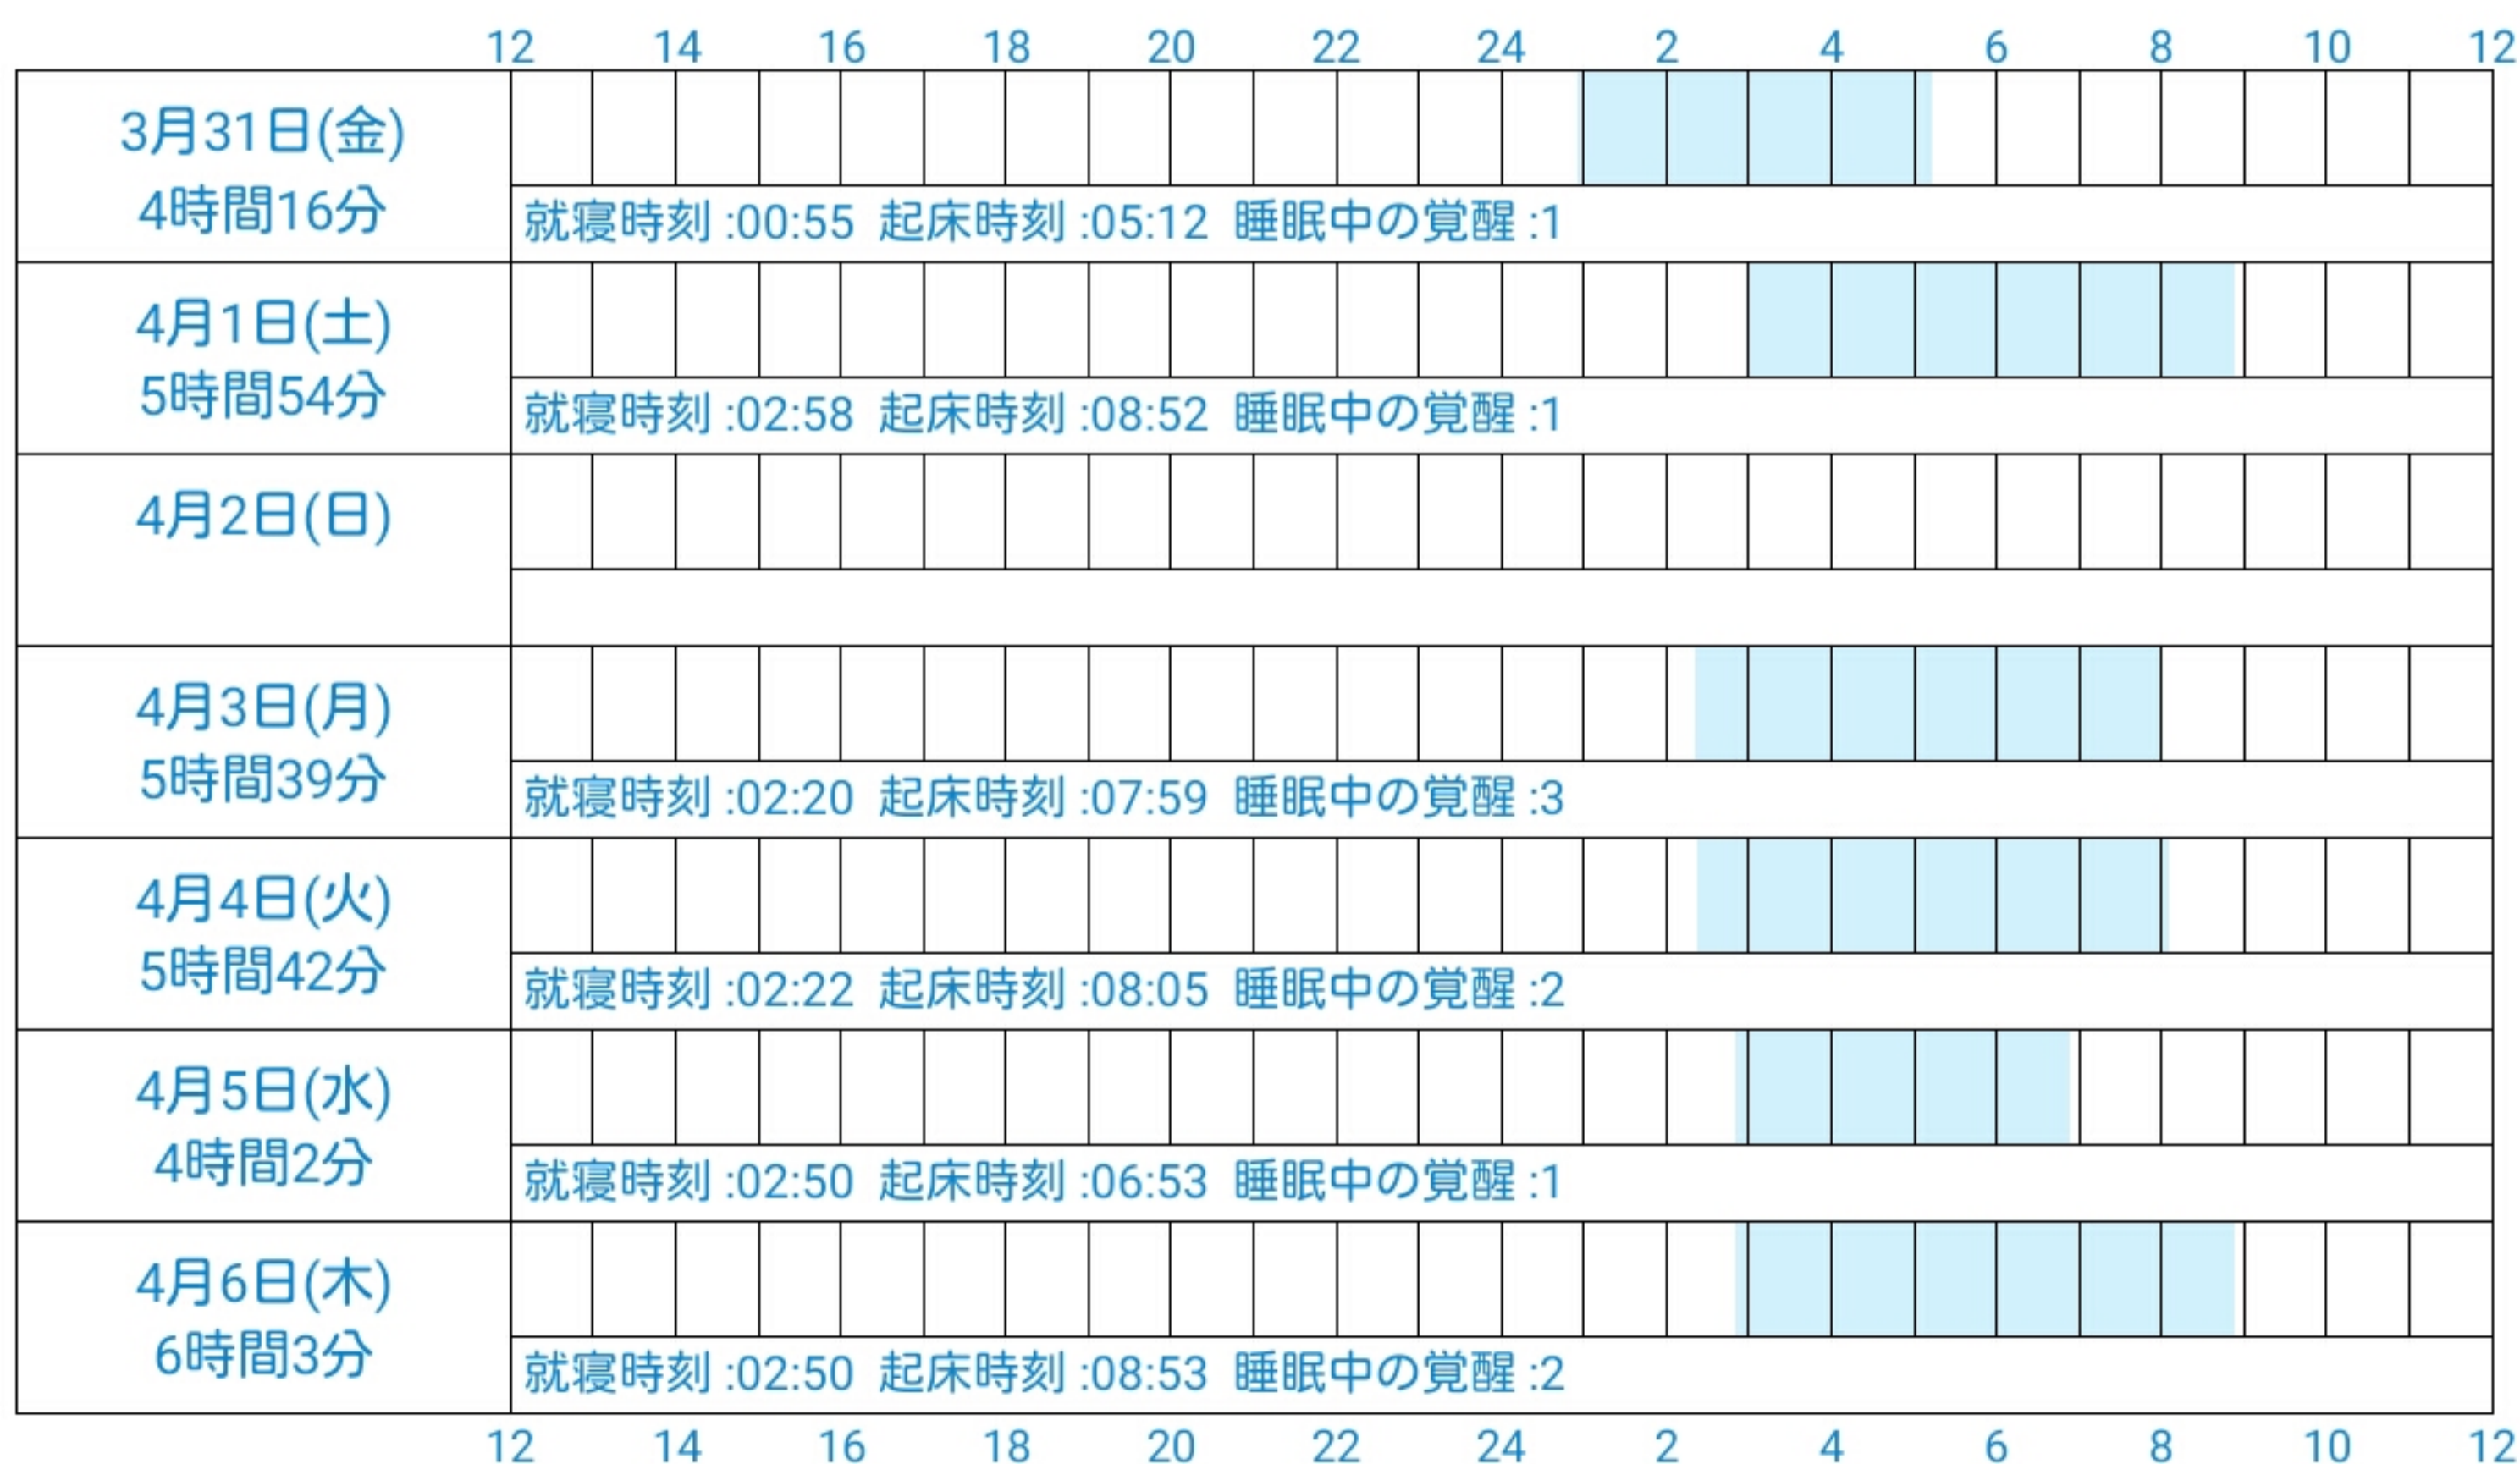 12 14 16 18 20 22 24 2 4 6 8 10 12
3月31日(金)
4時間16分
就寝時刻 :00:55 起床時刻 :05:12 睡眠中の覚醒 :1
4月1日(土)
5時間54分
就寝時刻 :02:58 起床時刻 :08:52 睡眠中の覚醒 :1
4月2日(日)
4月3日(月)
5時間39分
就寝時刻 :02:20 起床時刻 :07:59 睡眠中の覚醒 :3
4月4日(火)
5時間42分
就寝時刻 :02:22 起床時刻 :08:05 睡眠中の覚醒 :2
4月5日(水)
4時間2分
就寝時刻 :02:50 起床時刻 :06:53 睡眠中の覚醒 :1
4月6日(木)
6時間3分
就寝時刻 :02:50 起床時刻 :08:53 睡眠中の覚醒 :2
12 14 16 18 20 22 24 2 4 6 8 10 12